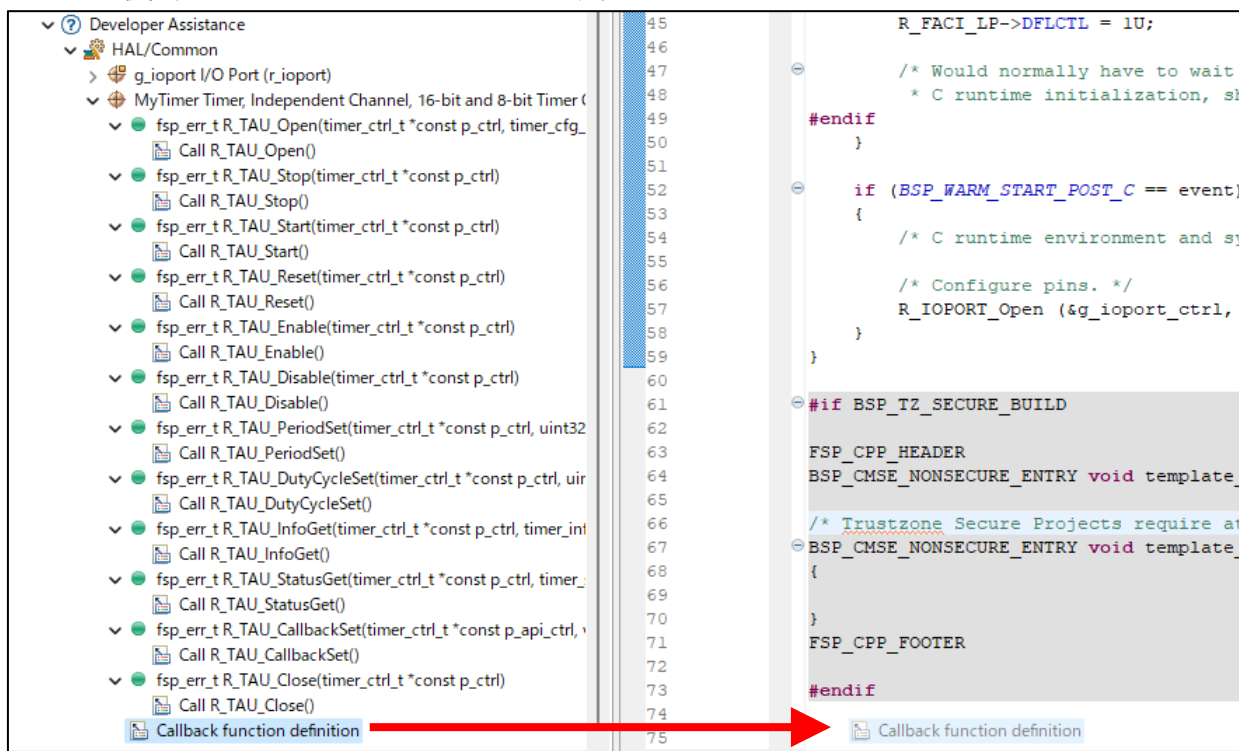 Developer Assistance
HAL/Common
g_ioport I/O Port (r_ioport)
MyTimer Timer, Independent Channel, 16-bit and 8-bit Timer (
fsp_err_t R_TAU_Open(timer_ctrl_t *const p_ctrl, timer_cfg_
Call R_TAU_Open()
fsp_err_t R_TAU_Stop(timer_ctrl_t *const p_ctrl)
Call R_TAU_Stop()
fsp_err_t R_TAU_Start(timer_ctrl_t *const p_ctrl)
Call R_TAU_Start()
fsp_err_t R_TAU_Reset(timer_ctrl_t *const p_ctrl)
Call R_TAU_Reset()
fsp_err_t R_TAU_Enable(timer_ctrl_t *const p_ctrl)
Call R_TAU_Enable()
fsp_err_t R_TAU_Disable(timer_ctrl_t *const p_ctrl)
Call R_TAU_Disable()
fsp_err_t R_TAU_PeriodSet(timer_ctrl_t *const p_ctrl, uint32
Call R_TAU_PeriodSet()
fsp_err_t R_TAU_DutyCycleSet(timer_ctrl_t *const p_ctrl, uin
Call R_TAU_DutyCycleSet()
fsp_err_t R_TAU_InfoGet(timer_ctrl_t *const p_ctrl, timer_inf
Call R_TAU_InfoGet()
fsp_err_t R_TAU_StatusGet(timer_ctrl_t *const p_ctrl, timer_
Call R_TAU_StatusGet()
fsp_err_t R_TAU_CallbackSet(timer_ctrl_t *const p_api_ctrl,
Call R_TAU_CallbackSet()
fsp_err_t R_TAU_Close(timer_ctrl_t *const p_ctrl)
Call R_TAU_Close()
Callback function definition
45 R_FACI_LP->DFLCTL = 1U;
46
47 /* Would normally have to wait
48 * C runtime initialization, sh
49 #endif
50 }
51
52 if (BSP_WARM_START_POST_C == event)
53 {
54 /* C runtime environment and sy
55
56 /* Configure pins. */
57 R_IOPORT_Open (&g_ioport_ctrl,
58 }
59 }
60
61 #if BSP_TZ_SECURE_BUILD
62
63 FSP_CPP_HEADER
64 BSP_CMSE_NONSECURE_ENTRY void template_
65
66 /* Trustzone Secure Projects require at
67 BSP_CMSE_NONSECURE_ENTRY void template_
68 {
69
70 }
71 FSP_CPP_FOOTER
72
73 #endif
74
75 Callback function definition